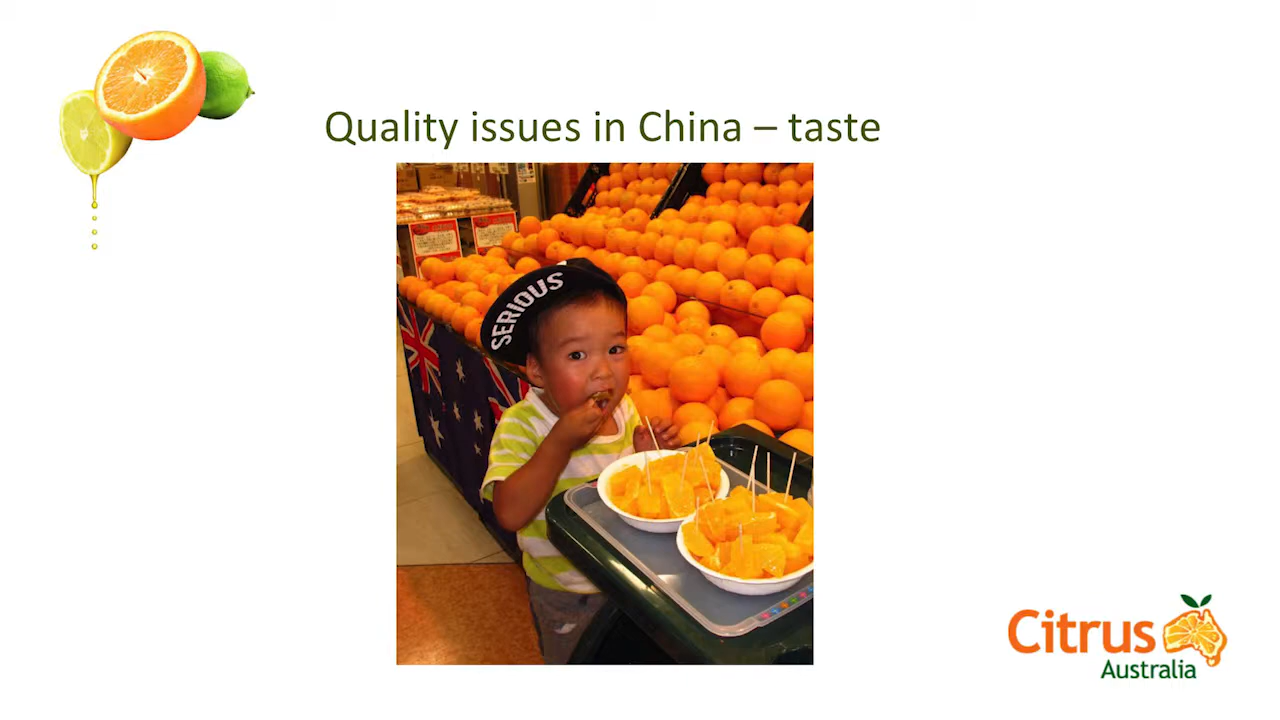 Quality issues in China – taste
SERIOUS
Citrus
Australia